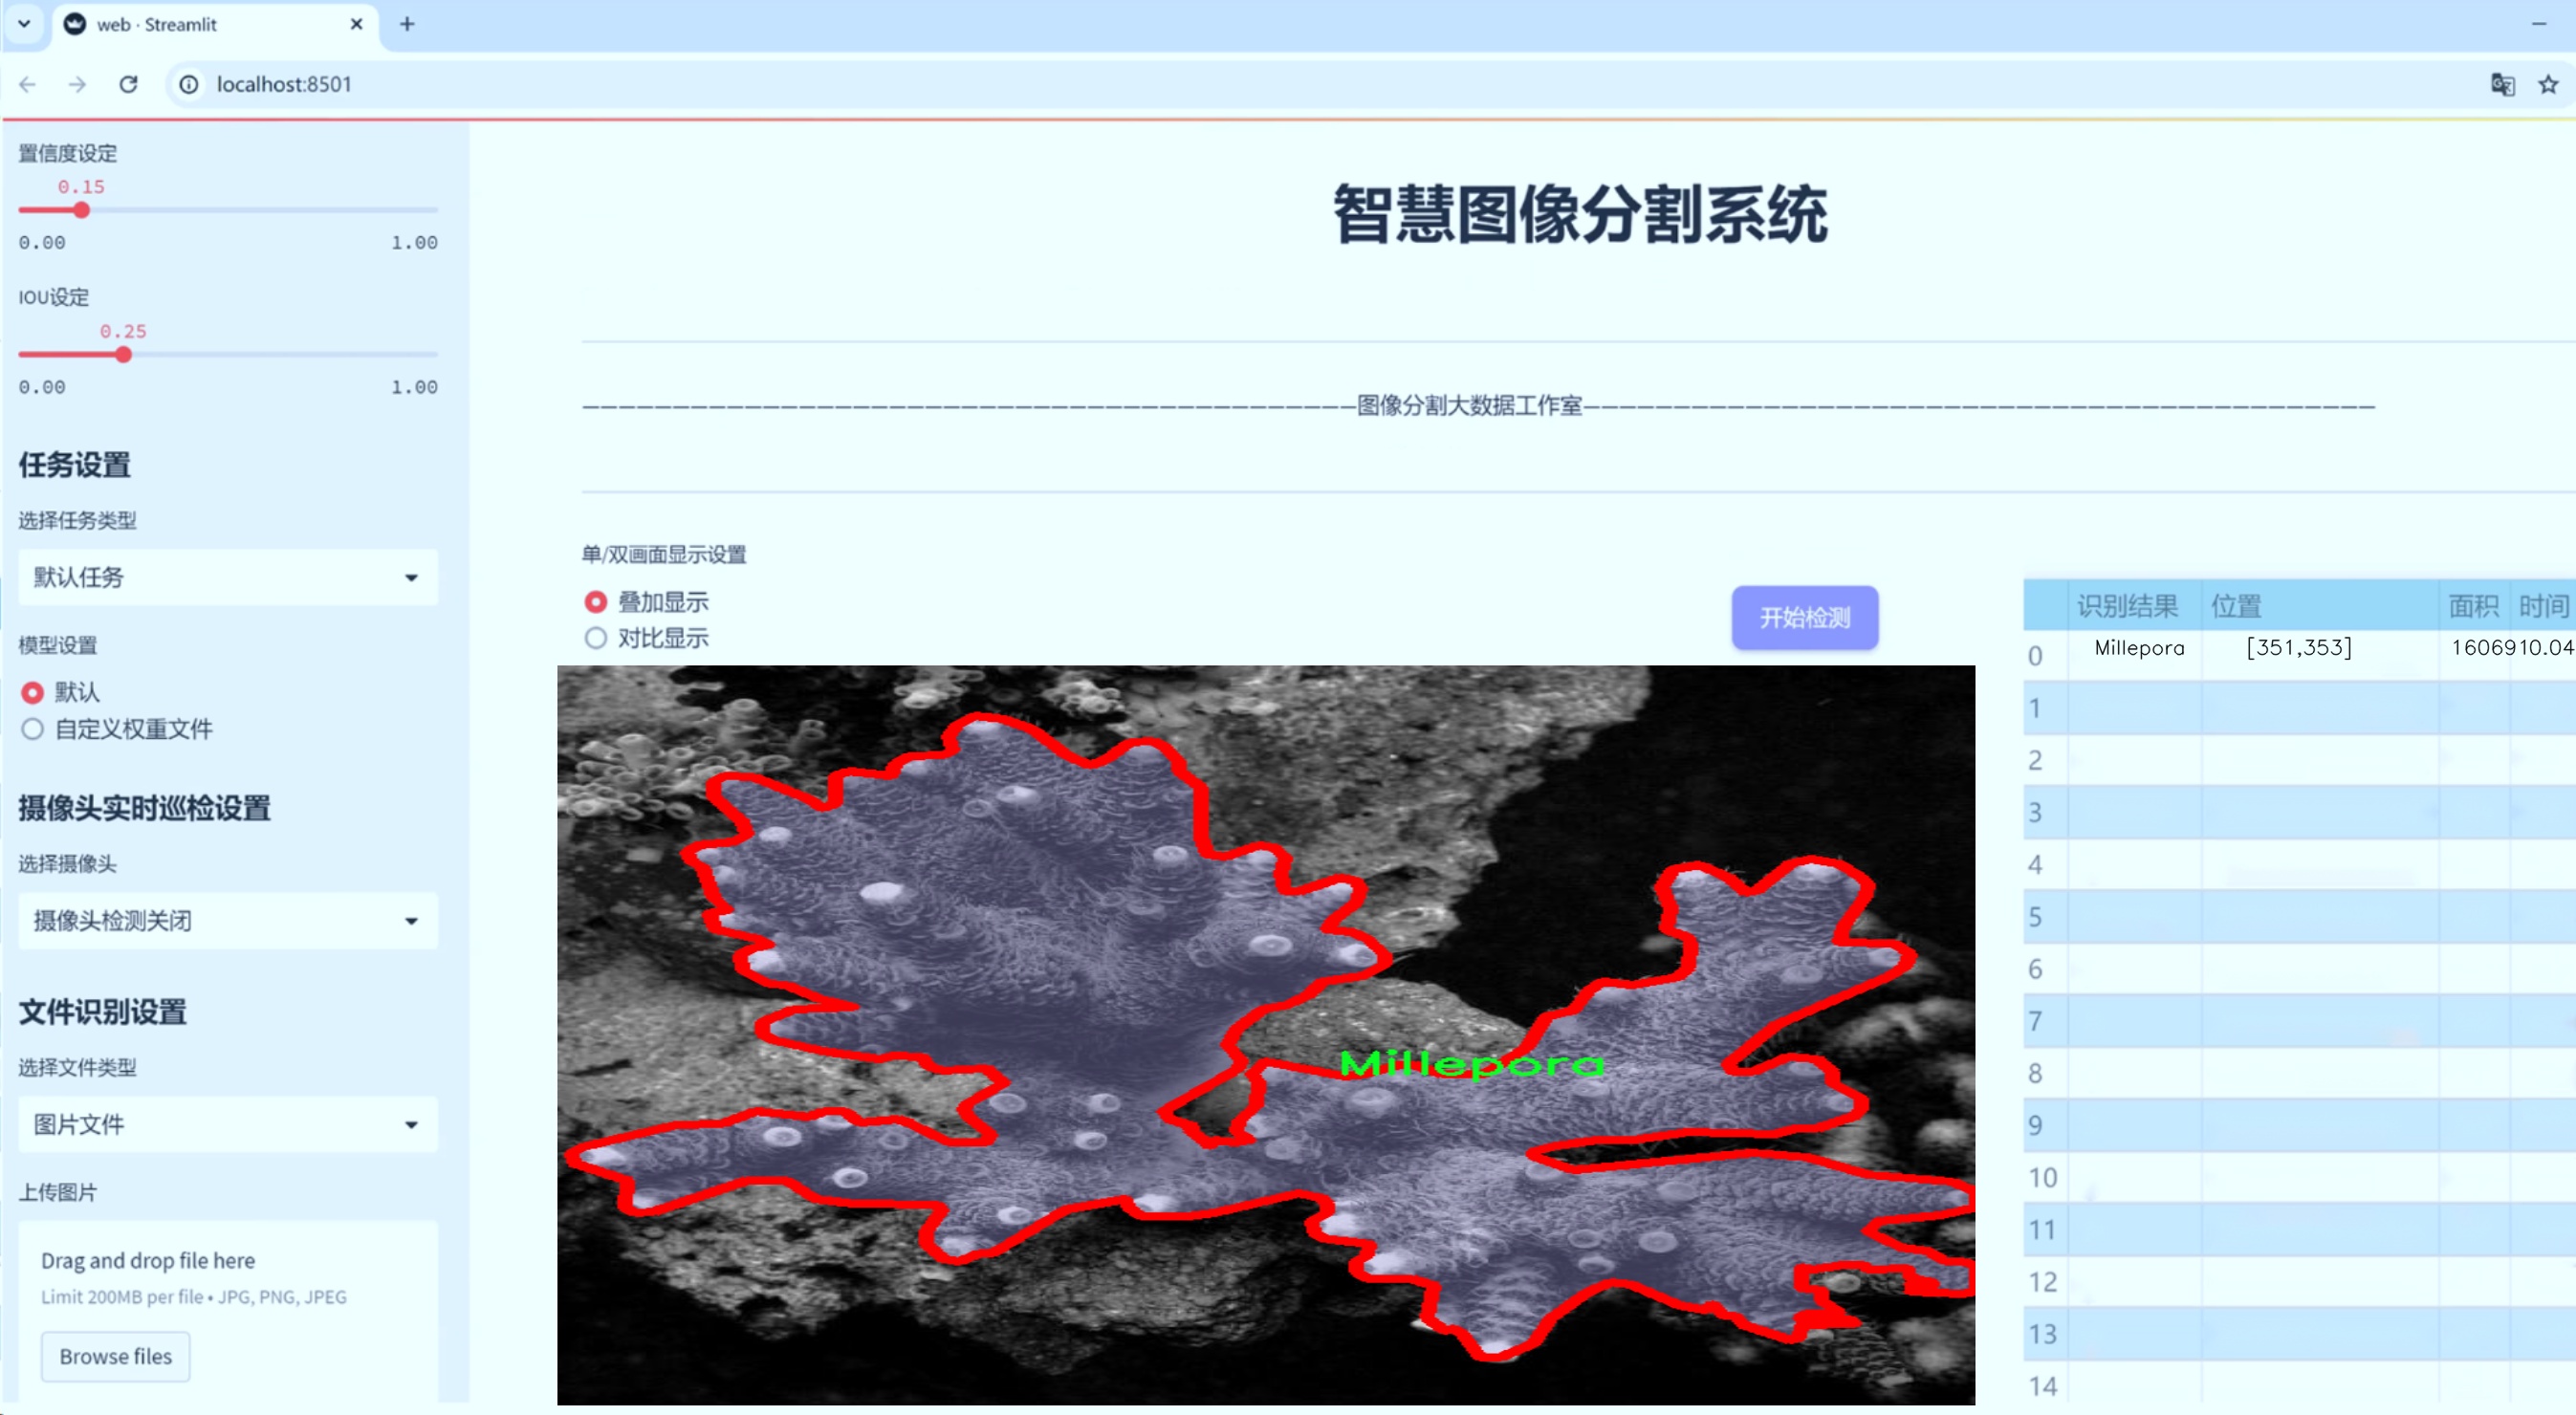 web · Streamlit
localhost:8501
置信度设定
0.15
0.00 1.00
IOU设定
0.25
0.00 1.00
任务设置
选择任务类型
默认任务
模型设置
默认
自定义权重文件
摄像头实时巡检设置
选择摄像头
摄像头检测关闭
文件识别设置
选择文件类型
图片文件
上传图片
Drag and drop file here
Limit 200MB per file • JPG, PNG, JPEG
Browse files
智慧图像分割系统
———————————————————————————————————————————图像分割大数据工作室————————————————————————————————————————————
单/双画面显示设置
叠加显示
对比显示
开始检测
Millepora
识别结果 位置 面积 时间
0 Millepora [351,353] 1606910.04
1
2
3
4
5
6
7
8
9
10
11
12
13
14